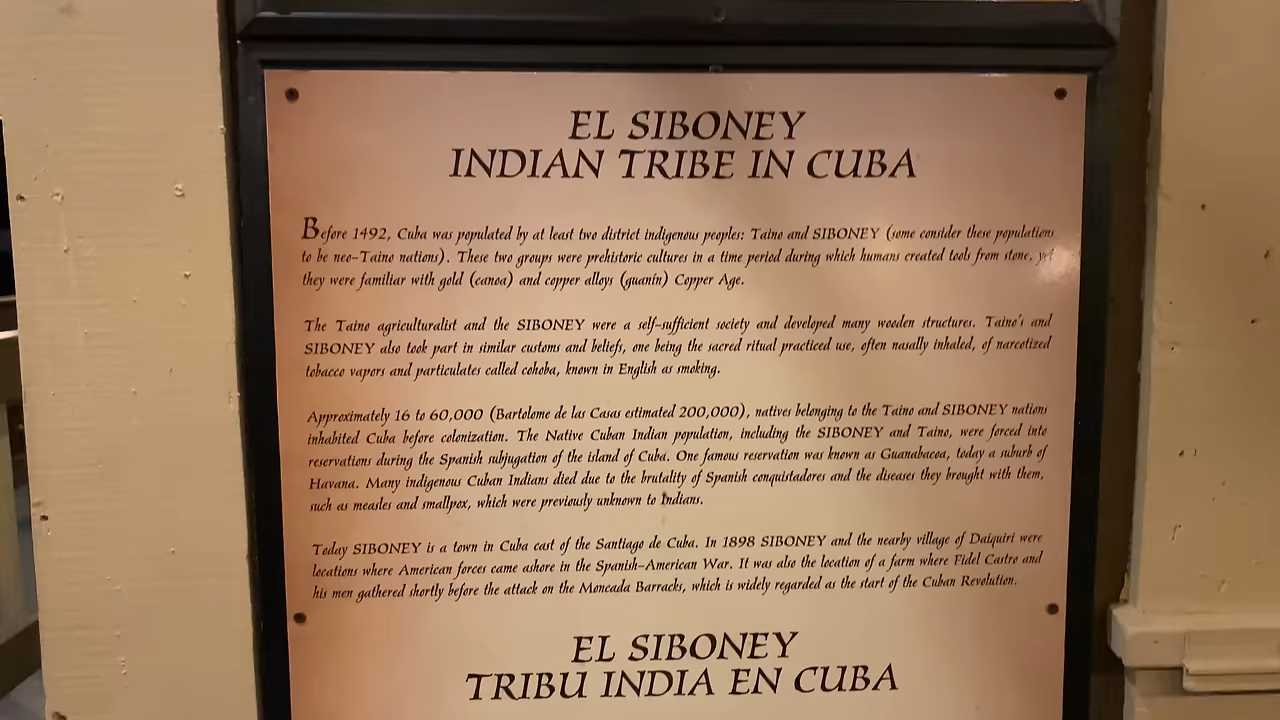 EL SIBONEY
INDIAN TRIBE IN CUBA
Before 1492, Cuba was populated by at least two district indigenous peoples: Taino and SIBONEY (some consider these populations
to be neo-Taino nations). These two groups were prehistoric cultures in a time period during which humans created tools from stone, yet
they were familiar with gold (canoa) and copper alloys (guanín) Copper Age.
The Taino agriculturalist and the SIBONEY were a self-sufficient society and developed many wooden structures. Taino's and
SIBONEY also took part in similar customs and beliefs, one being the sacred ritual practiced use, often nasally inhaled, of narcotized
tobacco vapors and particulates called cohoba, known in English as smoking.
Approximately 16 to 60,000 (Bartolome de las Casas estimated 200,000), natives belonging to the Taino and SIBONEY nations
inhabited Cuba before colonization. The Native Cuban Indian population, including the SIBONEY and Taino, were forced into
reservations during the Spanish subjugation of the island of Cuba. One famous reservation was known as Guanabacoa, today a suburb of
Havana. Many indigenous Cuban Indians died due to the brutality of Spanish conquistadores and the diseases they brought with them,
such as measles and smallpox, which were previously unknown to Indians.
Today SIBONEY is a town in Cuba east of the Santiago de Cuba. In 1898 SIBONEY and the nearby village of Daiquiri were
locations where American forces came ashore in the Spanish-American War. It was also the location of a farm where Fidel Castro and
his men gathered shortly before the attack on the Moncada Barracks, which is widely regarded as the start of the Cuban Revolution.
EL SIBONEY
TRIBU INDIA EN CUBA